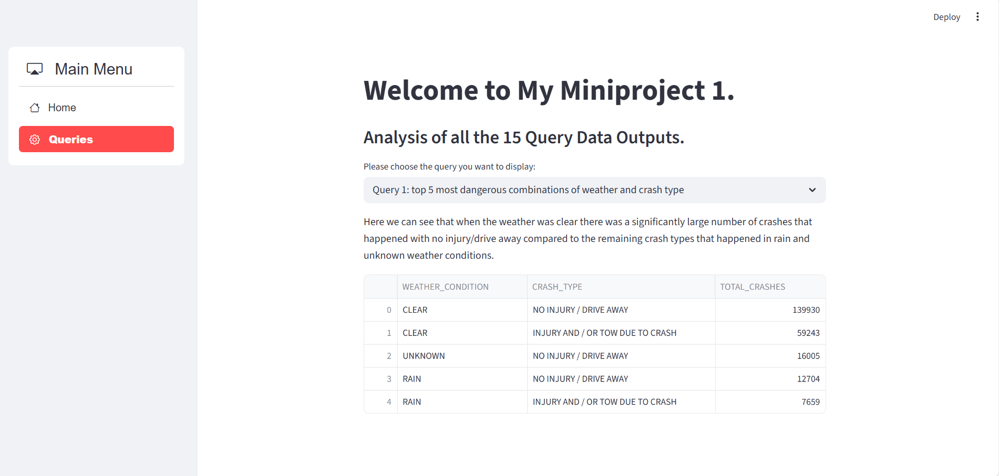 Deploy
Main Menu
Home
Queries
Welcome to My Miniproject 1.
Analysis of all the 15 Query Data Outputs.
Please choose the query you want to display:
Query 1: top 5 most dangerous combinations of weather and crash type
Here we can see that when the weather was clear there was a significantly large number of crashes that
happened with no injury/drive away compared to the remaining crash types that happened in rain and
unknown weather conditions.
WEATHER_CONDITION CRASH_TYPE TOTAL_CRASHES
0 CLEAR NO INJURY / DRIVE AWAY 139930
1 CLEAR INJURY AND / OR TOW DUE TO CRASH 59243
2 UNKNOWN NO INJURY / DRIVE AWAY 16005
3 RAIN NO INJURY / DRIVE AWAY 12704
4 RAIN INJURY AND / OR TOW DUE TO CRASH 7659